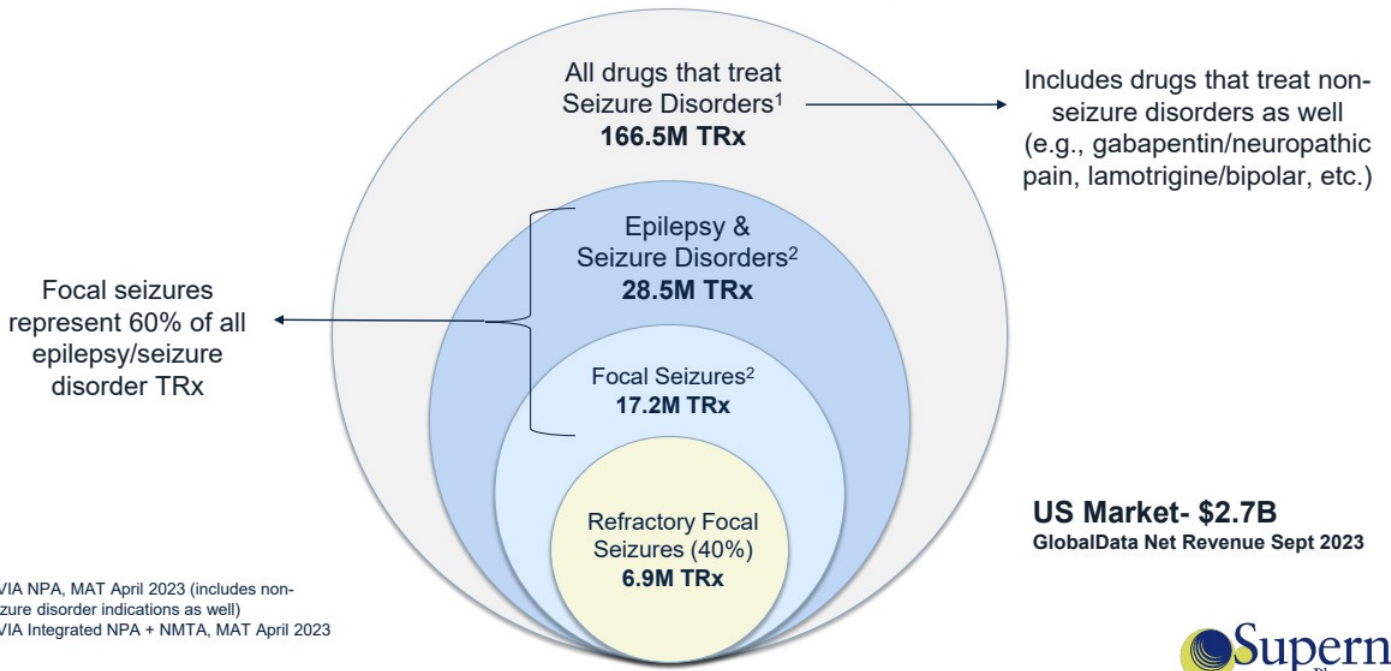 All drugs that treat
Seizure Disorders¹
166.5M TRx
Includes drugs that treat non-
seizure disorders as well
(e.g., gabapentin/neuropathic
pain, lamotrigine/bipolar, etc.)
Epilepsy &
Seizure Disorders²
28.5M TRx
Focal seizures
represent 60% of all
epilepsy/seizure
disorder TRx
Focal Seizures²
17.2M TRx
Refractory Focal
Seizures (40%)
6.9M TRx
US Market- $2.7B
GlobalData Net Revenue Sept 2023
VIA NPA, MAT April 2023 (includes non-
zure disorder indications as well)
VIA Integrated NPA + NMTA, MAT April 2023
Supern